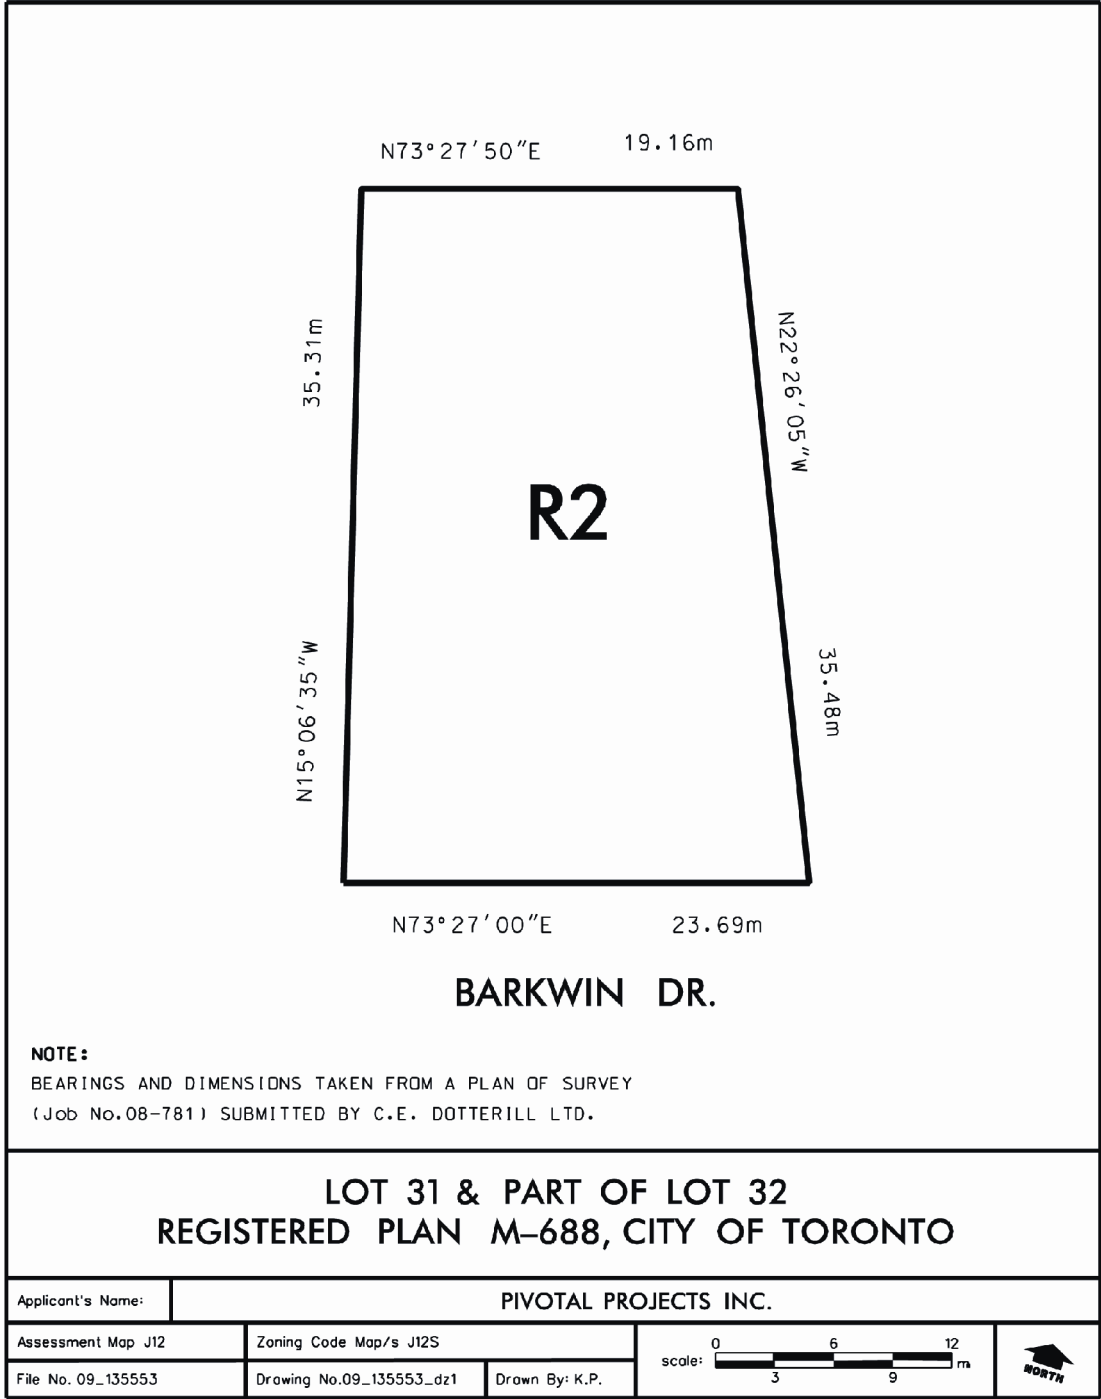 N73°27'50"E 19.16m
35.31m
N22°26'05"W
R2
N15°06'35"W
35.48m
N73°27'00"E 23.69m
BARKWIN DR.
NOTE:
BEARINGS AND DIMENSIONS TAKEN FROM A PLAN OF SURVEY
(Job No.08-781) SUBMITTED BY C.E. DOTTERILL LTD.
LOT 31 & PART OF LOT 32
REGISTERED PLAN M-688, CITY OF TORONTO
Applicant's Name: PIVOTAL PROJECTS INC.
Assessment Map J12
Zoning Code Map/s J12S
File No. 09_135553
Drawing No.09_135553_dz1
Drawn By: K.P.
0 6 12
scale: m
3 9
NORTH